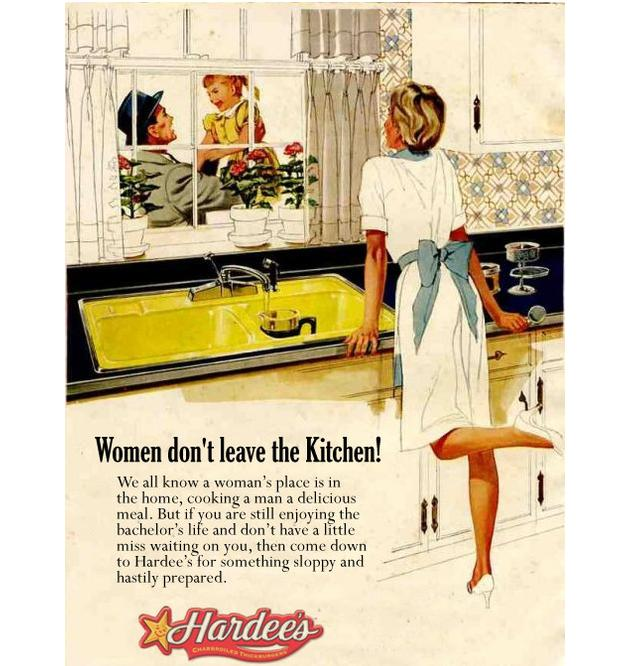 Women don't leave the Kitchen!
We all know a woman's place is in
the home, cooking a man a delicious
meal. But if you are still enjoying the
bachelor's life and don't have a little
miss waiting on you, then come down
to Hardee's for something sloppy and
hastily prepared.
Hardee's
CHARBROILED THICKBURGERS